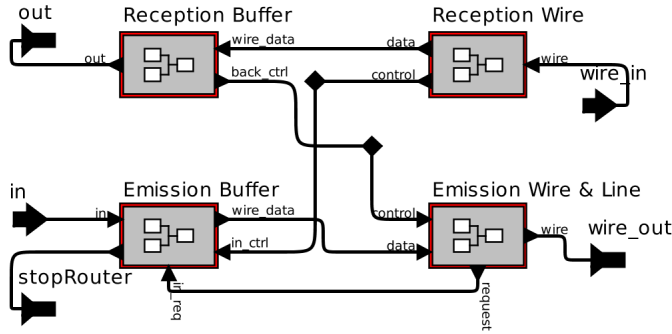 out
Reception Buffer
Reception Wire
out
wire_data
data
wire
back_ctrl
control
wire_in
in
Emission Buffer
Emission Wire & Line
in
wire_data
control
wire
wire_out
in_ctrl
data
stopRouter
in_req
request